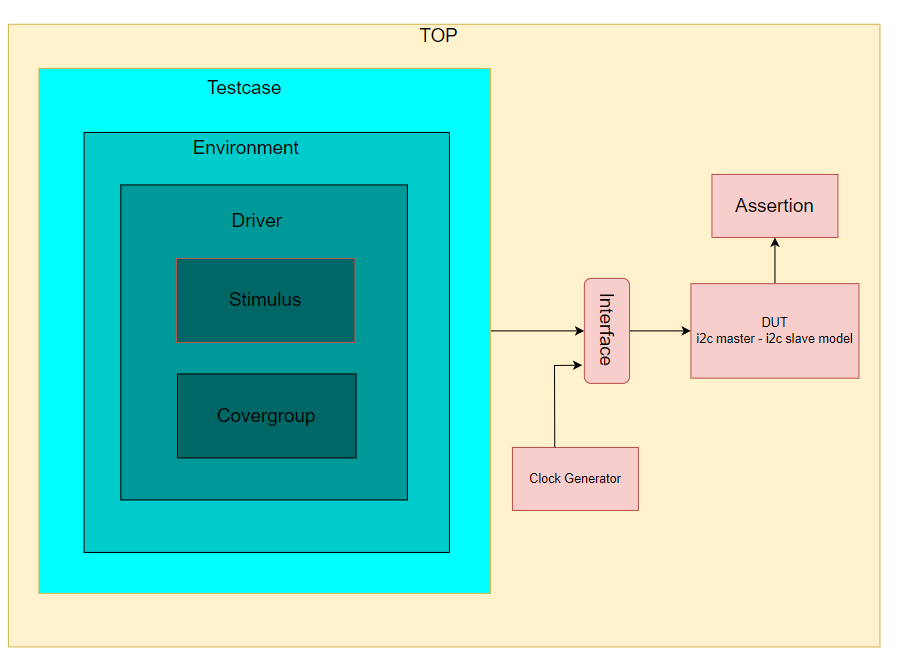 TOP
Testcase
Environment
Driver
Stimulus
Covergroup
Assertion
Interface
DUT
i2c master - i2c slave model
Clock Generator